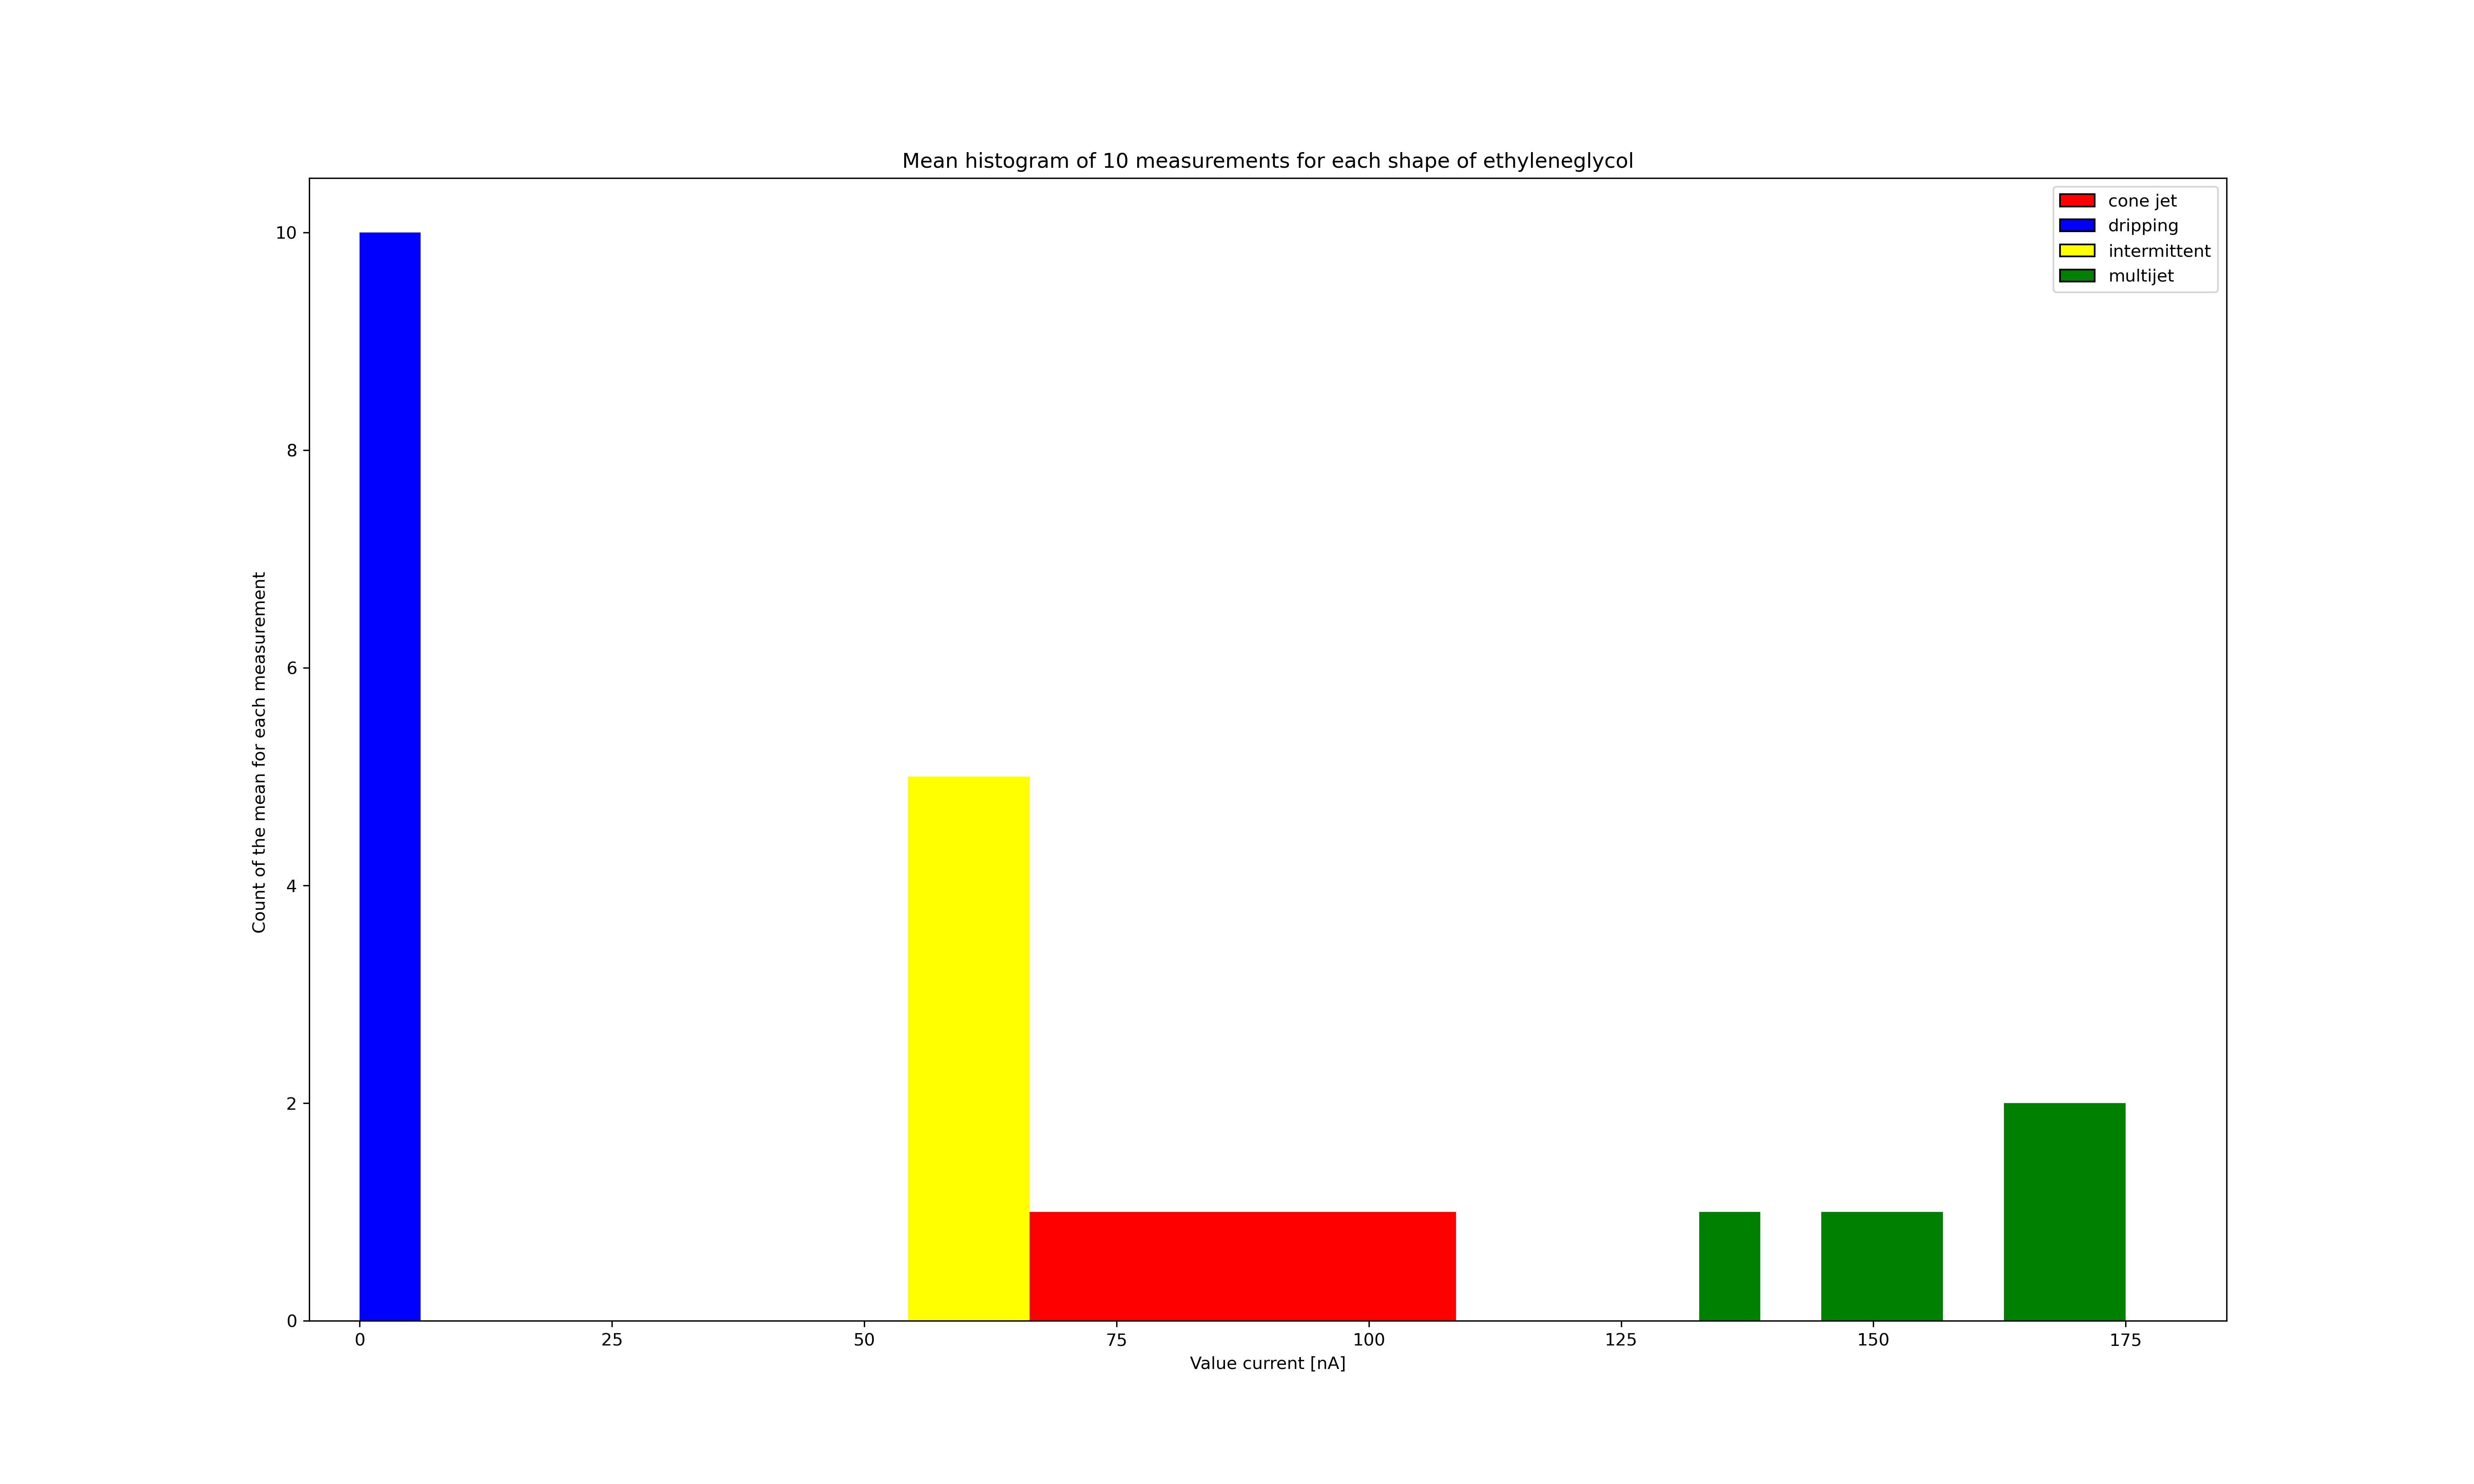 Mean histogram of 10 measurements for each shape of ethyleneglycol
cone jet
dripping
intermittent
multijet
10
8
6
4
2
0
Count of the mean for each measurement
0 25 50 75 100 125 150 175
Value current [nA]